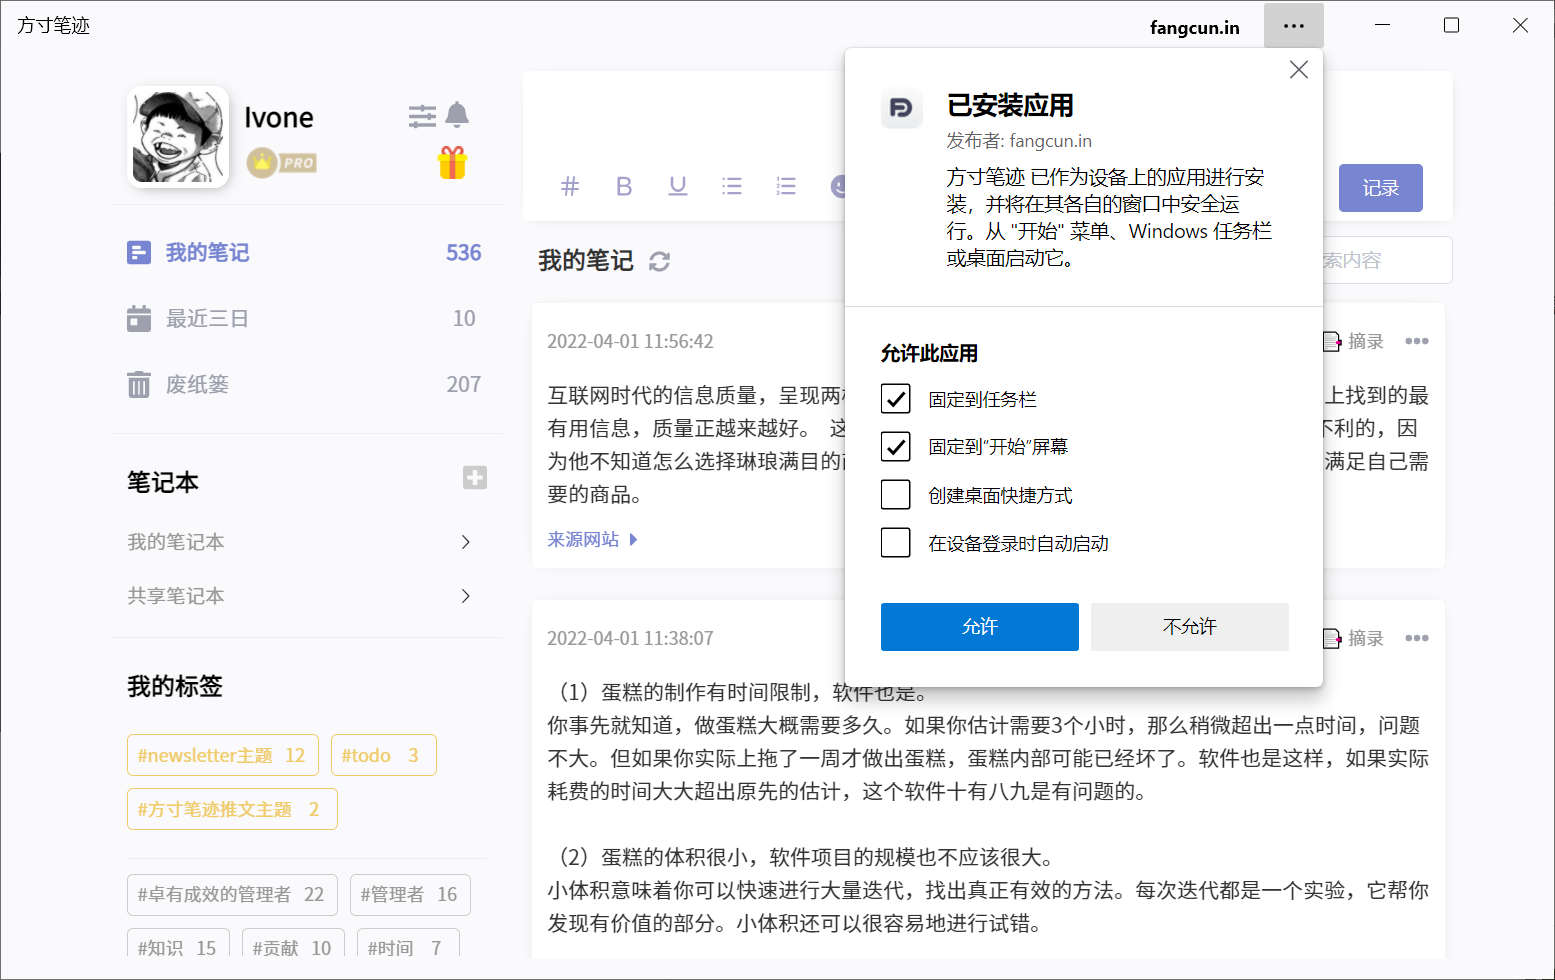 方寸笔迹
fangcun.in
Ivone
PRO
我的笔记 536
最近三日 10
废纸篓 207
笔记本
我的笔记本
共享笔记本
我的标签
#newsletter主题 12
#todo 3
#方寸笔迹推文主题 2
#卓有成效的管理者 22
#管理者 16
#知识 15
#贡献 10
#时间 7
# B U
记录
我的笔记
索内容
2022-04-01 11:56:42
摘录
互联网时代的信息质量，呈现两 上找到的最
有用信息，质量正越来越好。 这 不利的，因
为他不知道怎么选择琳琅满目的 满足自己需
要的商品。
来源网站
2022-04-01 11:38:07
摘录
（1）蛋糕的制作有时间限制，软件也是。
你事先就知道，做蛋糕大概需要多久。如果你估计需要3个小时，那么稍微超出一点时间，问题
不大。但如果你实际上拖了一周才做出蛋糕，蛋糕内部可能已经坏了。软件也是这样，如果实际
耗费的时间大大超出原先的估计，这个软件十有八九是有问题的。
（2）蛋糕的体积很小，软件项目的规模也不应该很大。
小体积意味着你可以快速进行大量迭代，找出真正有效的方法。每次迭代都是一个实验，它帮你
发现有价值的部分。小体积还可以很容易地进行试错。
已安装应用
发布者: fangcun.in
方寸笔迹 已作为设备上的应用进行安
装，并将在其各自的窗口中安全运
行。从 "开始" 菜单、Windows 任务栏
或桌面启动它。
允许此应用
固定到任务栏
固定到“开始”屏幕
创建桌面快捷方式
在设备登录时自动启动
允许
不允许